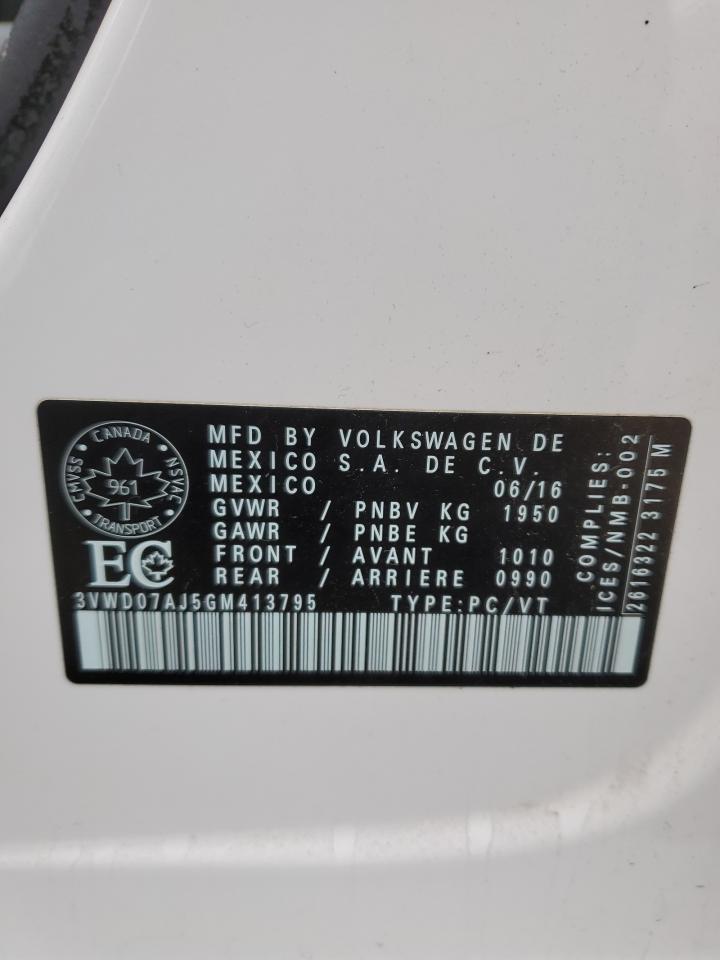 CANADA
CMVSS
961
NSVAC
TRANSPORT
EC
MFD BY VOLKSWAGEN DE
MEXICO S.A. DE C.V.
MEXICO 06/16
GVWR / PNBV KG 1950
GAWR / PNBE KG
FRONT / AVANT 1010
REAR / ARRIERE 0990
3VWD07AJ5GM413795 TYPE:PC/VT
COMPLIES:
ICES/NMB-002
2616322 3175 M